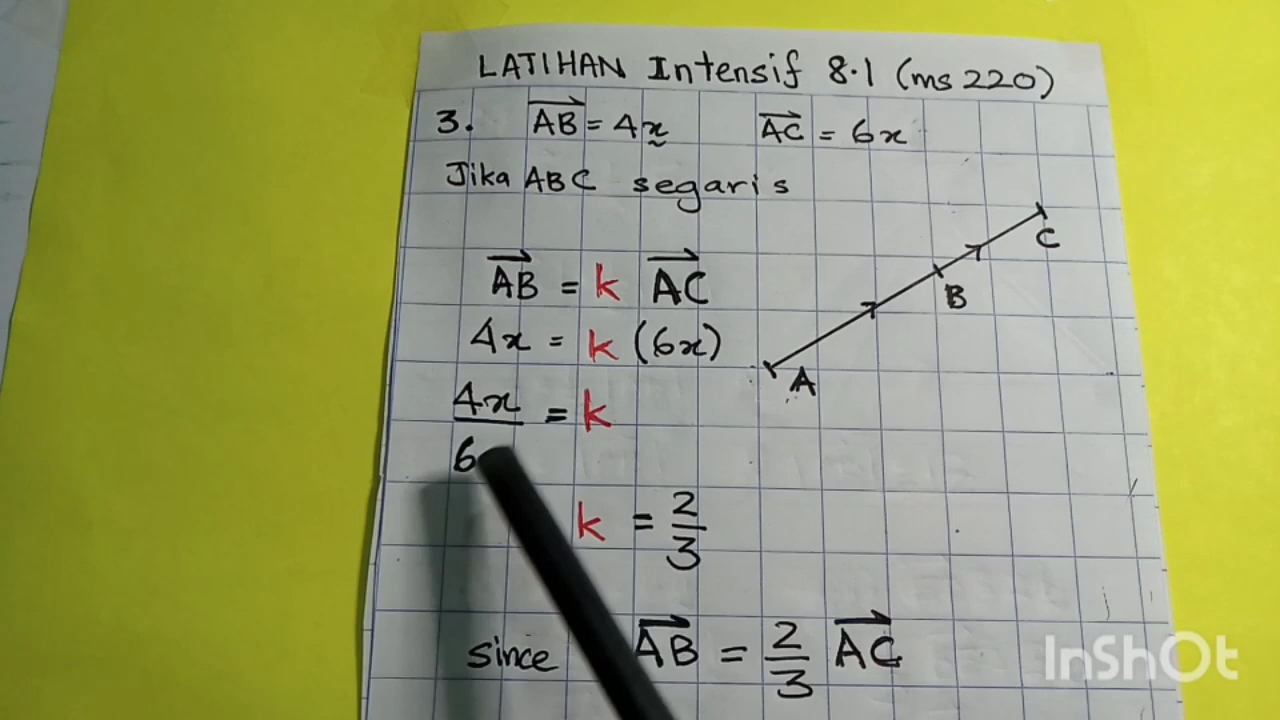 LATIHAN Intensif 8.1 (ms 220)
3. AB = 4x AC = 6x
Jika ABC segaris
C
B
A
AB = k AC
4x = k (6x)
4x/6 = k
k = 2/3
since AB = 2/3 AC
InShOt